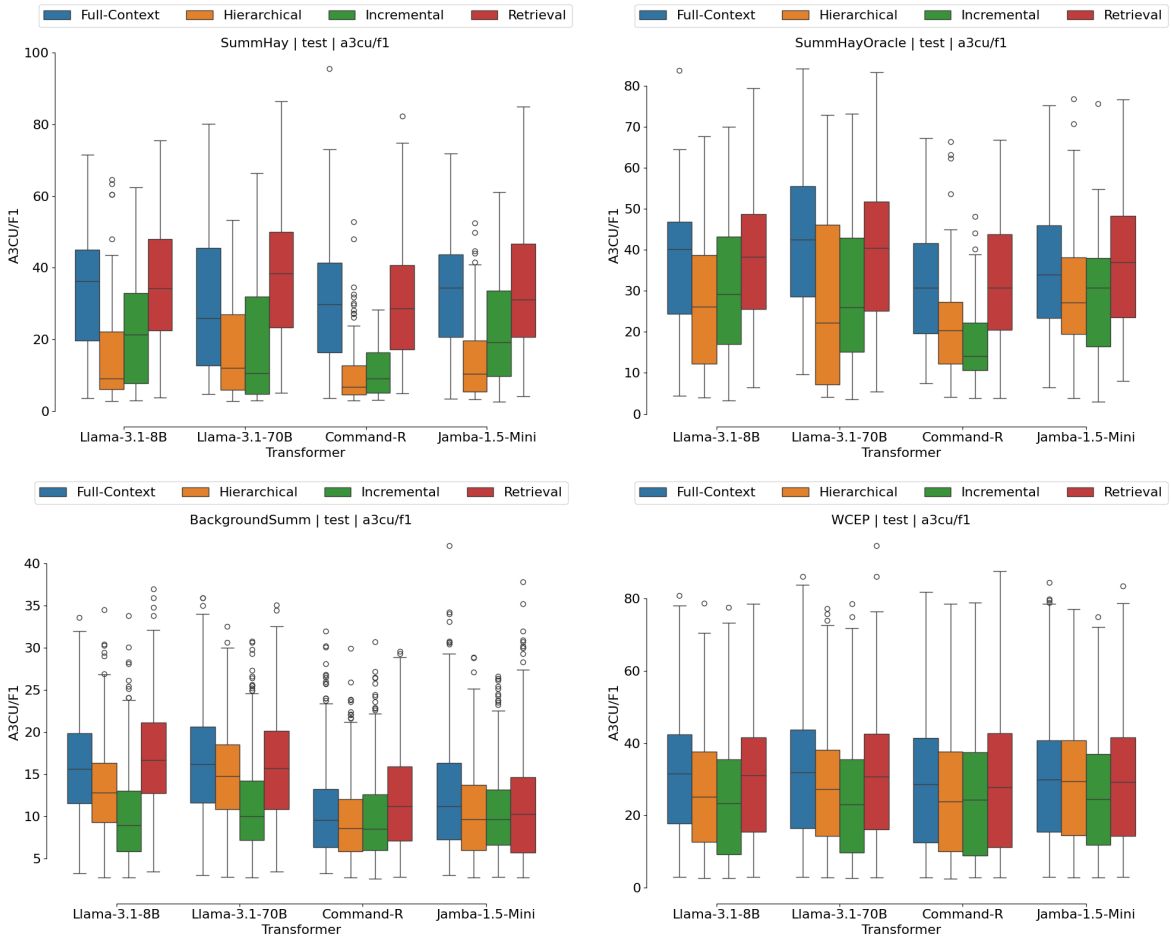 Full-Context Hierarchical Incremental Retrieval
SummHay | test | a3cu/f1
100
80
60
40
20
0
A3CU/F1
Llama-3.1-8B Llama-3.1-70B Command-R Jamba-1.5-Mini
Transformer
Full-Context Hierarchical Incremental Retrieval
SummHayOracle | test | a3cu/f1
80
70
60
50
40
30
20
10
0
A3CU/F1
Llama-3.1-8B Llama-3.1-70B Command-R Jamba-1.5-Mini
Transformer
Full-Context Hierarchical Incremental Retrieval
BackgroundSumm | test | a3cu/f1
40
35
30
25
20
15
10
5
A3CU/F1
Llama-3.1-8B Llama-3.1-70B Command-R Jamba-1.5-Mini
Transformer
Full-Context Hierarchical Incremental Retrieval
WCEP | test | a3cu/f1
80
60
40
20
0
A3CU/F1
Llama-3.1-8B Llama-3.1-70B Command-R Jamba-1.5-Mini
Transformer